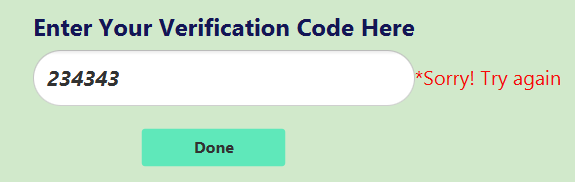 Enter Your Verification Code Here
234343
*Sorry! Try again
Done